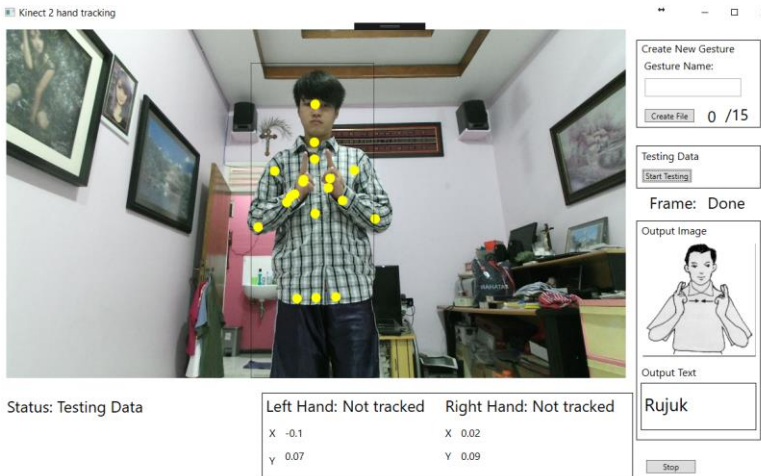 Kinect 2 hand tracking
Create New Gesture
Gesture Name:
Create File 0 /15
Testing Data
Start Testing
Frame: Done
Output Image
Output Text
Rujuk
Stop
Status: Testing Data
Left Hand: Not tracked Right Hand: Not tracked
X -0.1 X 0.02
Y 0.07 Y 0.09